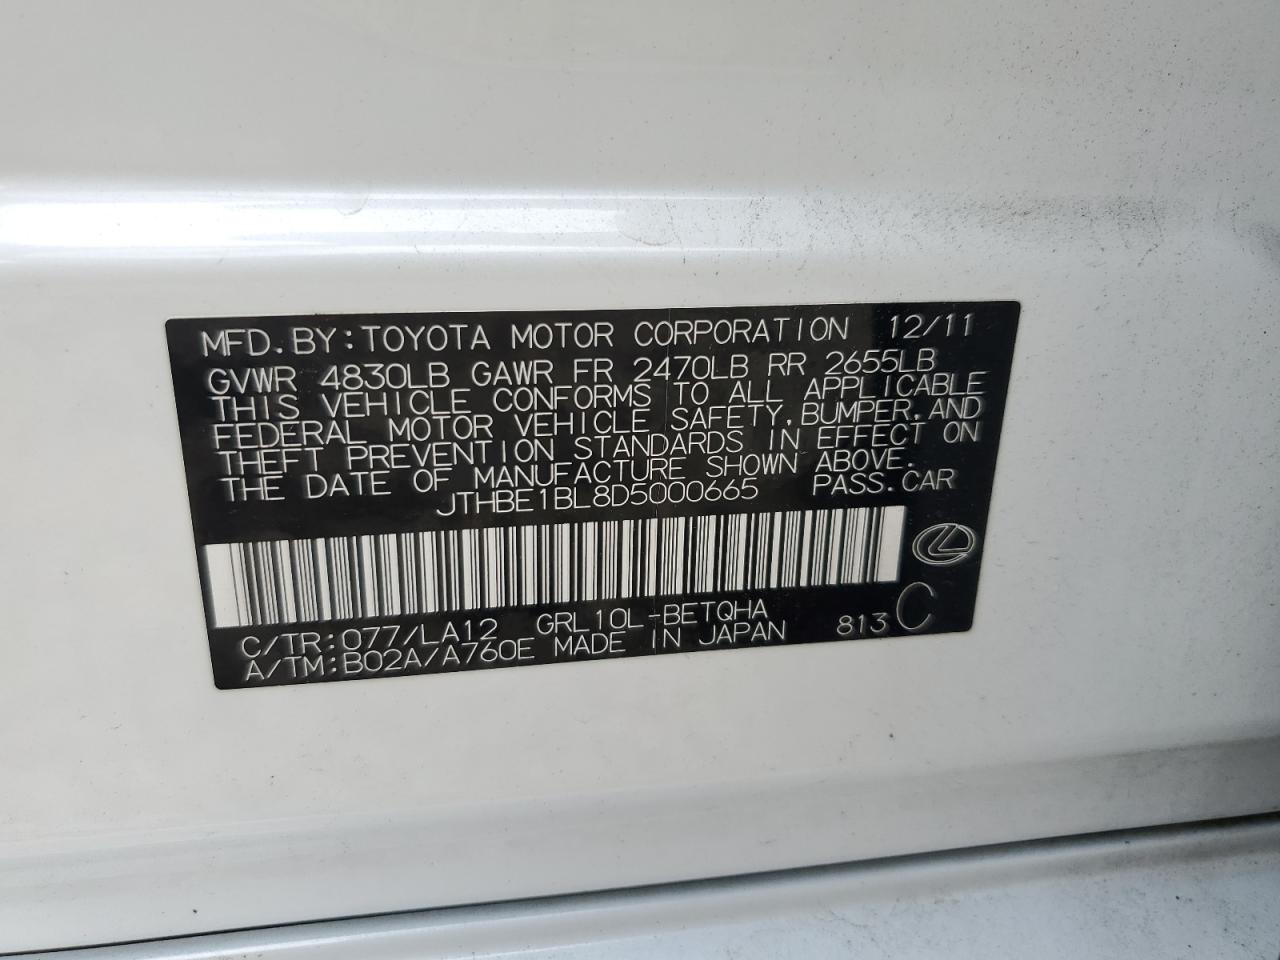 MFD.BY:TOYOTA MOTOR CORPORATION 12/11
GVWR 4830LB GAWR FR 2470LB RR 2655LB
THIS VEHICLE CONFORMS TO ALL APPLICABLE
FEDERAL MOTOR VEHICLE SAFETY,BUMPER,AND
THEFT PREVENTION STANDARDS IN EFFECT ON
THE DATE OF MANUFACTURE SHOWN ABOVE.
JTHBE1BL8D5000665 PASS.CAR
C/TR:077/LA12 GRL10L-BETQHA
A/TM:B02A/A760E MADE IN JAPAN 813 C